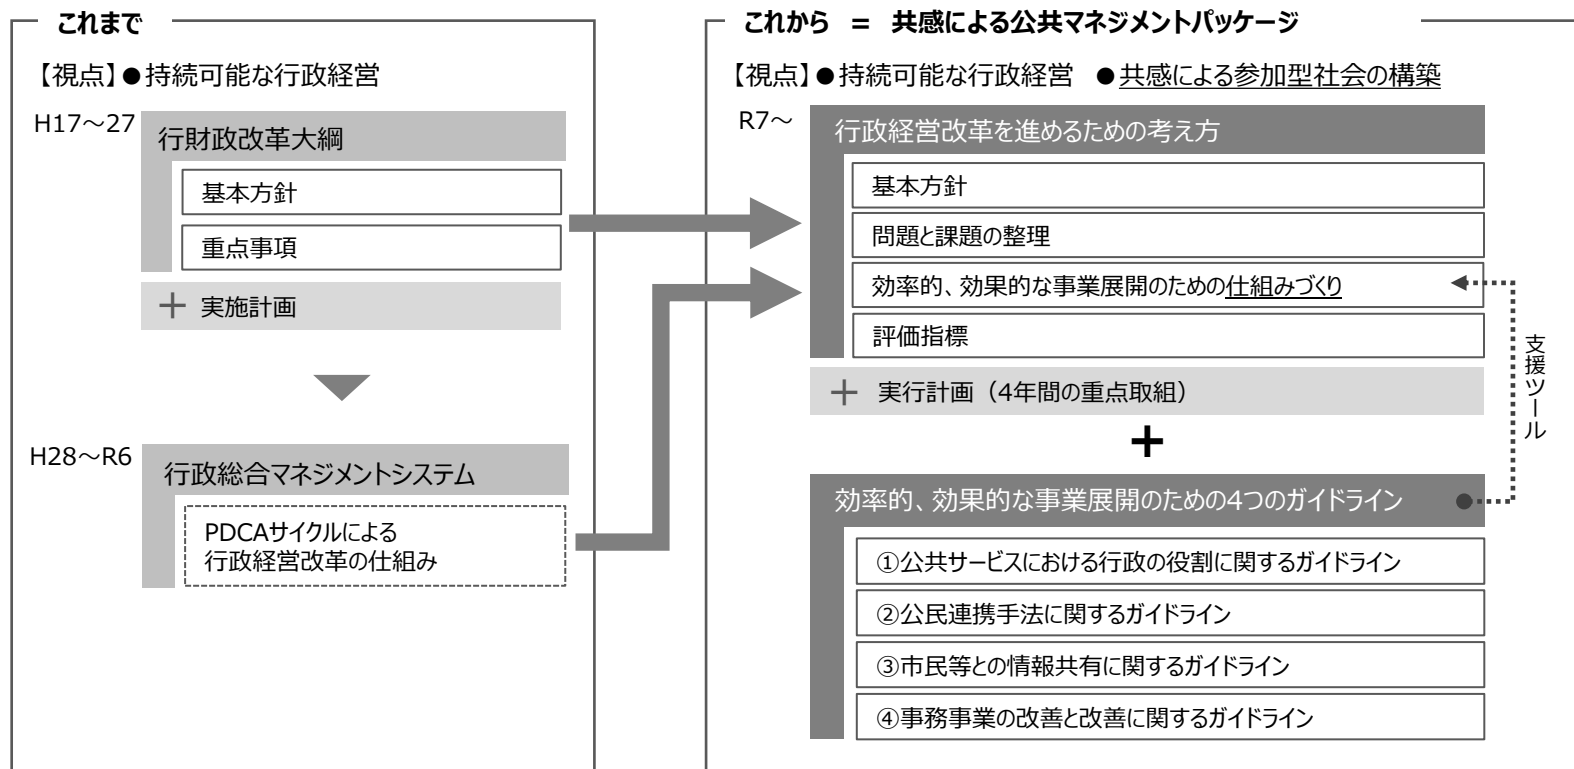 これまで
【視点】●持続可能な行政経営
H17～27
行財政改革大綱
基本方針
重点事項
＋ 実施計画
H28～R6
行政総合マネジメントシステム
PDCAサイクルによる
行政経営改革の仕組み
これから ＝ 共感による公共マネジメントパッケージ
【視点】●持続可能な行政経営 ●共感による参加型社会の構築
R7～
行政経営改革を進めるための考え方
基本方針
問題と課題の整理
効率的、効果的な事業展開のための仕組みづくり
評価指標
＋ 実行計画（4年間の重点取組）
＋
効率的、効果的な事業展開のための4つのガイドライン
①公共サービスにおける行政の役割に関するガイドライン
②公民連携手法に関するガイドライン
③市民等との情報共有に関するガイドライン
④事務事業の改善と改善に関するガイドライン
支援ツール